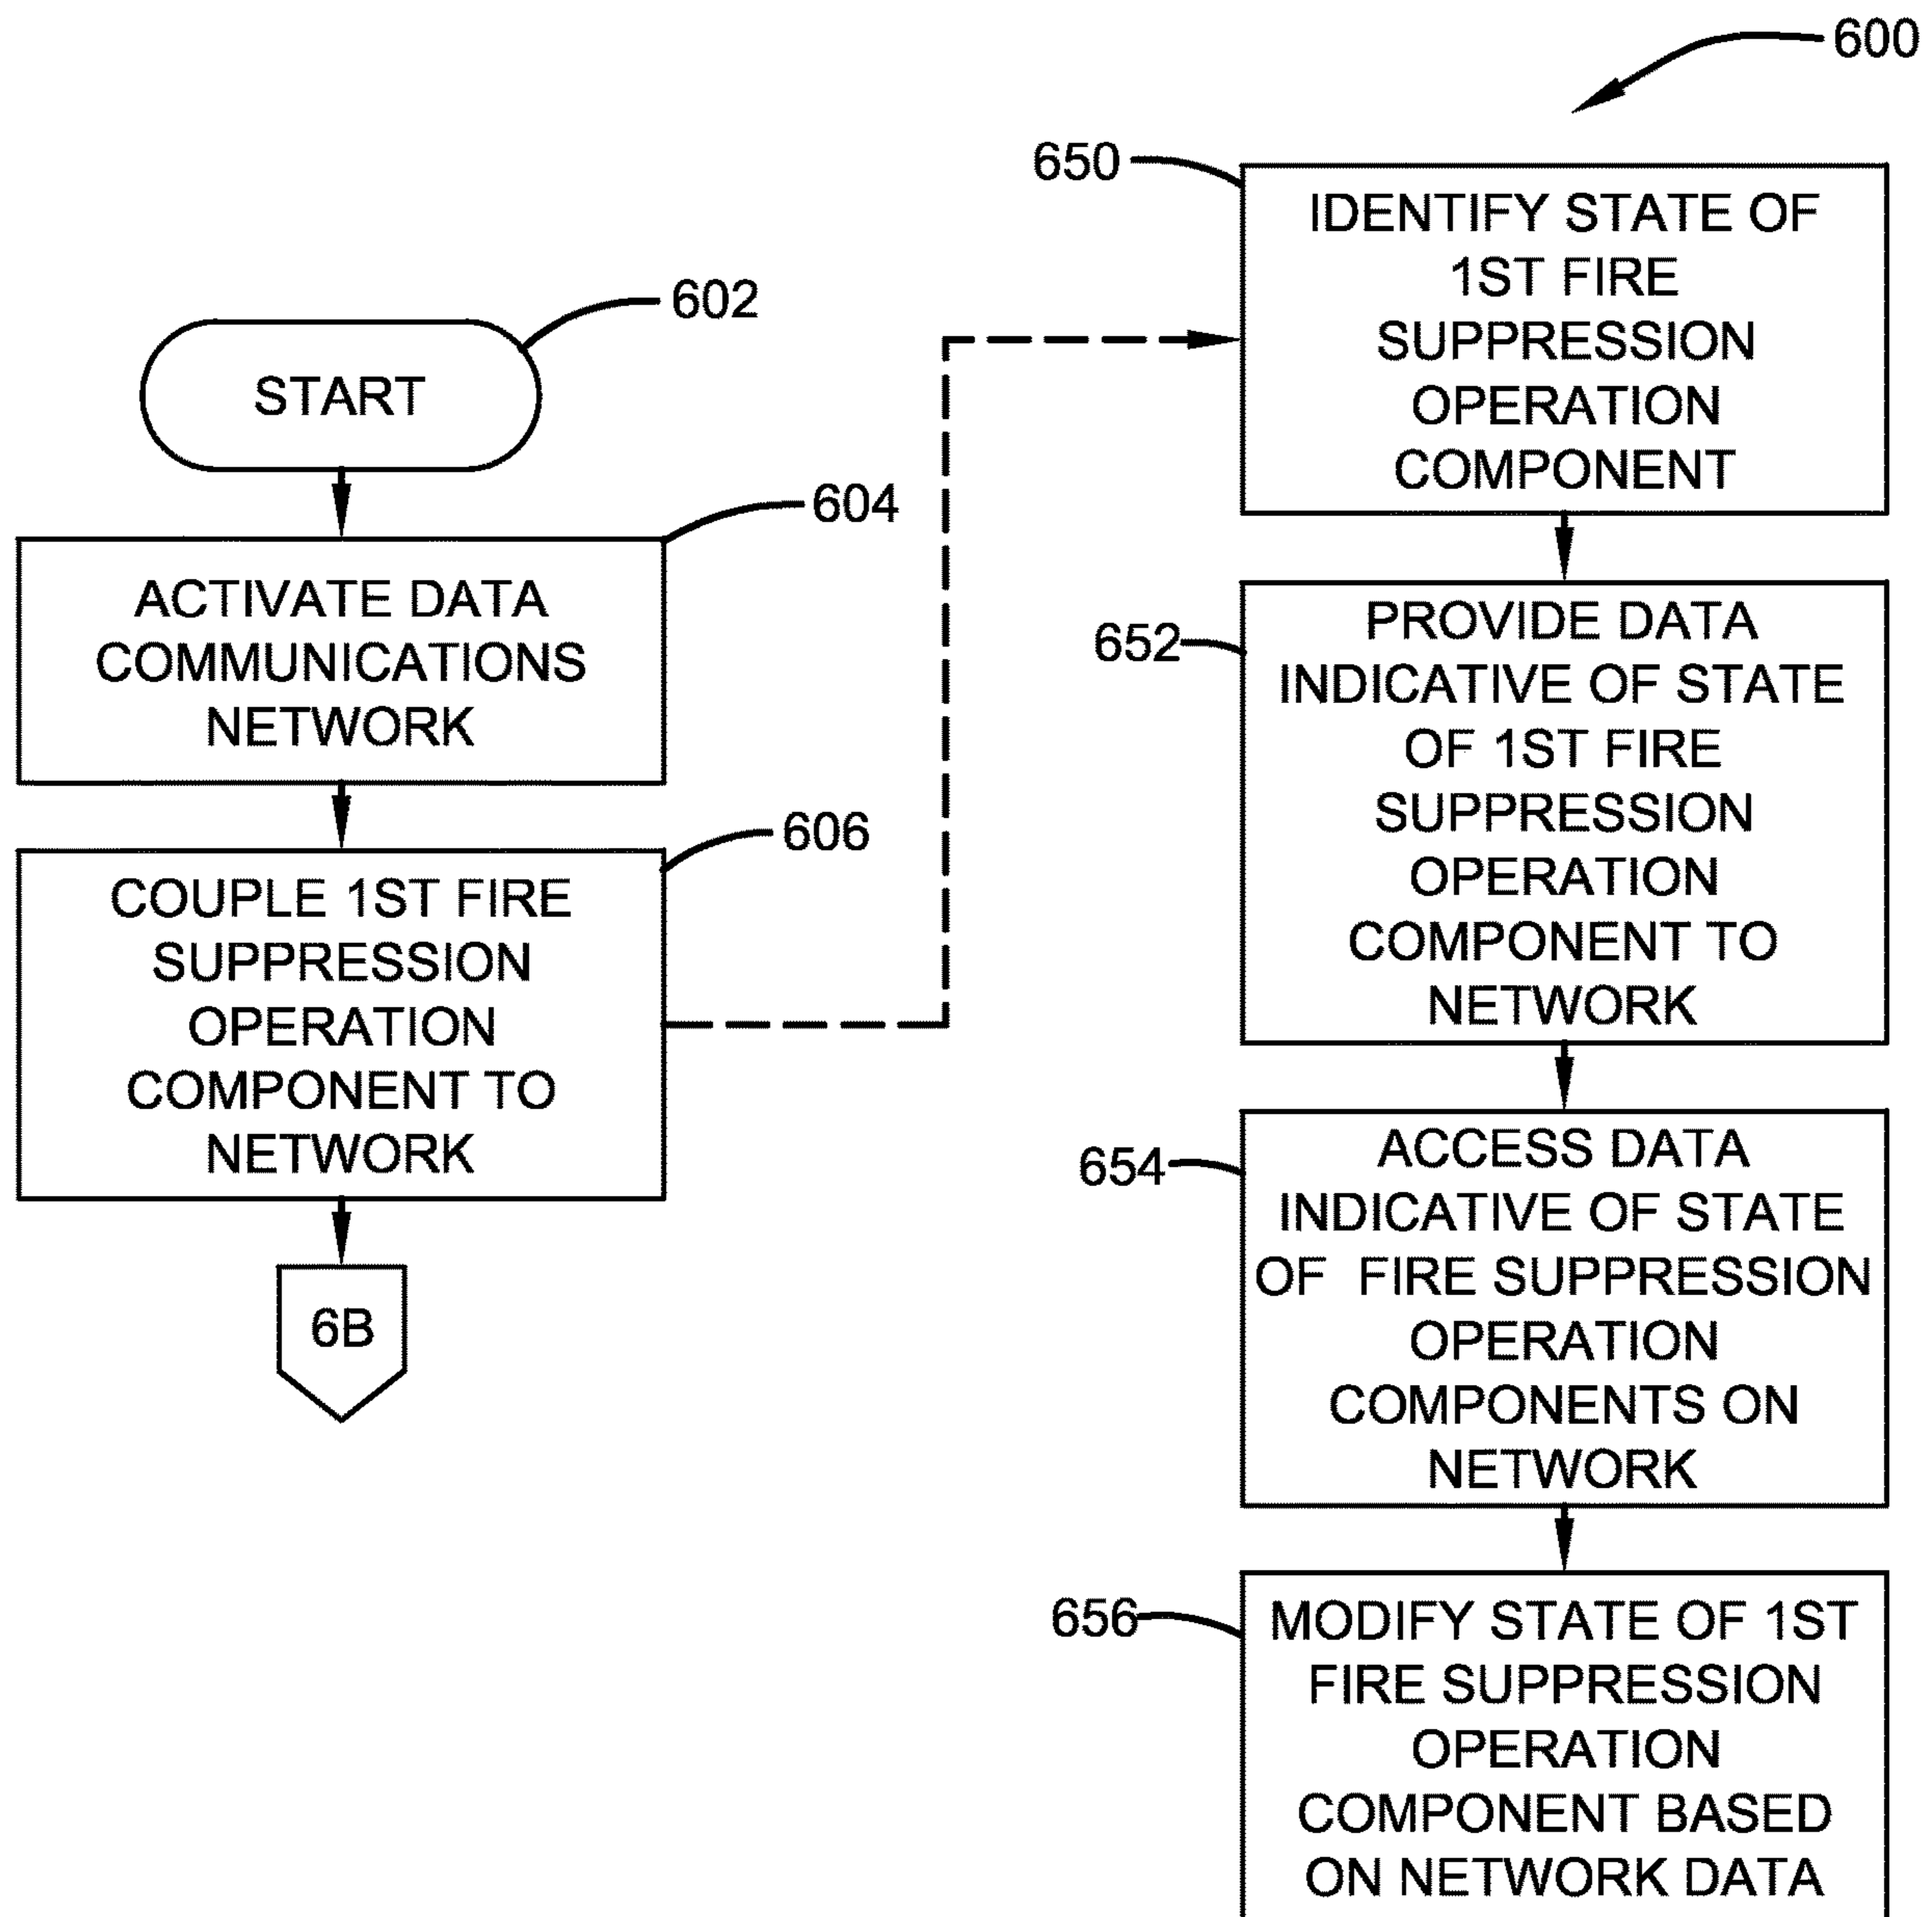 600
602
START
604
ACTIVATE DATA
COMMUNICATIONS
NETWORK
606
COUPLE 1ST FIRE
SUPPRESSION
OPERATION
COMPONENT TO
NETWORK
6B
650
IDENTIFY STATE OF
1ST FIRE
SUPPRESSION
OPERATION
COMPONENT
652
PROVIDE DATA
INDICATIVE OF STATE
OF 1ST FIRE
SUPPRESSION
OPERATION
COMPONENT TO
NETWORK
654
ACCESS DATA
INDICATIVE OF STATE
OF FIRE SUPPRESSION
OPERATION
COMPONENTS ON
NETWORK
656
MODIFY STATE OF 1ST
FIRE SUPPRESSION
OPERATION
COMPONENT BASED
ON NETWORK DATA